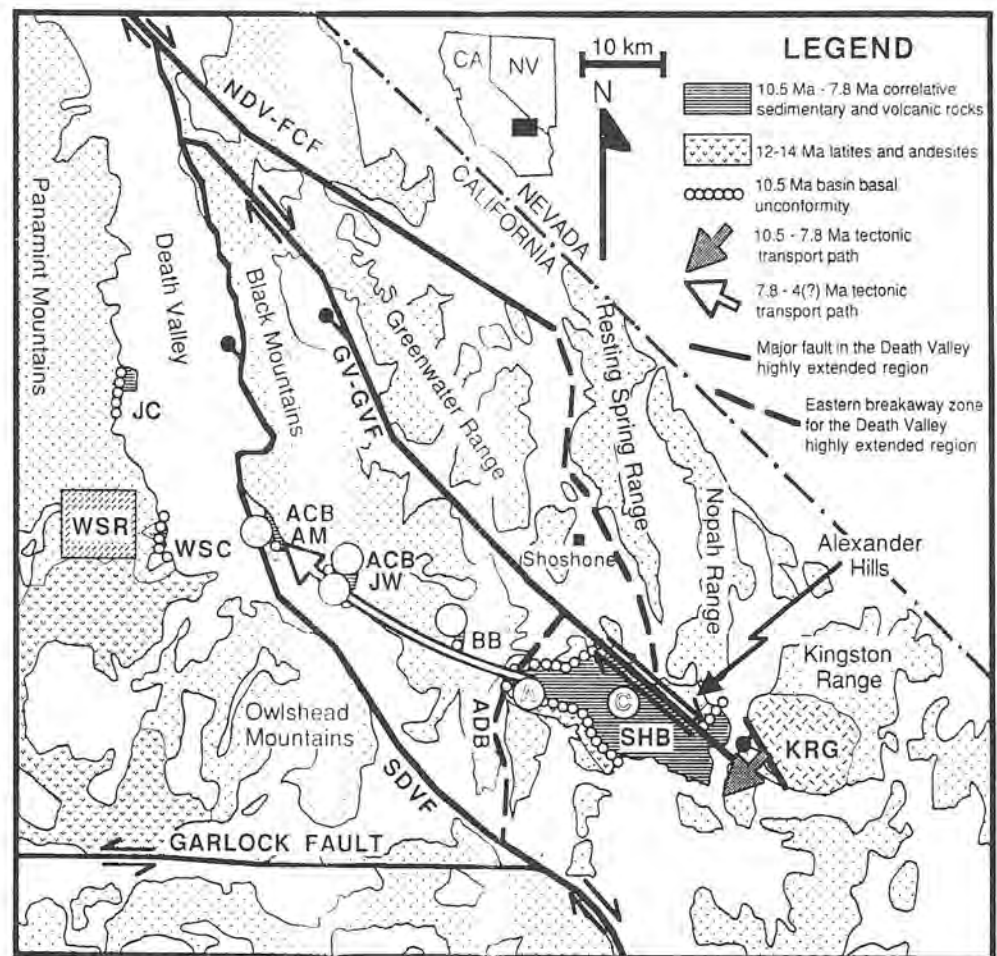 CA
NV
10 km
N
LEGEND
10.5 Ma - 7.8 Ma correlative
sedimentary and volcanic rocks
12-14 Ma latites and andesites
10.5 Ma basin basal
unconformity
10.5 - 7.8 Ma tectonic
transport path
7.8 - 4(?) Ma tectonic
transport path
Major fault in the Death Valley
highly extended region
Eastern breakaway zone
for the Death Valley
highly extended region
NDV-FCF
NEVADA
CALIFORNIA
Panamint Mountains
Death Valley
Black Mountains
GV-GVF
Greenwater Range
Resting Spring Range
Nopah Range
JC
WSR
WSC
ACB
AM
ACB
JW
BB
Shoshone
Alexander
Hills
Kingston
Range
Owlshead
Mountains
ADB
A
C
SHB
KRG
SDVF
GARLOCK FAULT